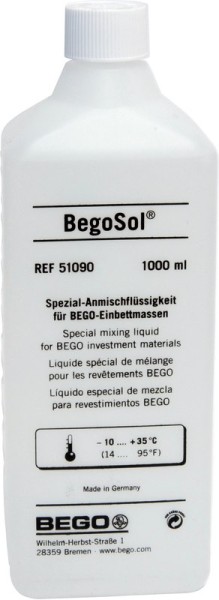 BegoSol®
REF 51090 1000 ml
Spezial-Anmischflüssigkeit
für BEGO-Einbettmassen
Special mixing liquid
for BEGO investment materials
Liquide spécial de mélange
pour les revêtements BEGO
Líquido especial de mezcla
para revestimientos BEGO
– 10 .... +35°C
(14 .... 95°F)
Made in Germany
BEGO
Wilhelm-Herbst-Straße 1
28359 Bremen · www.bego.com